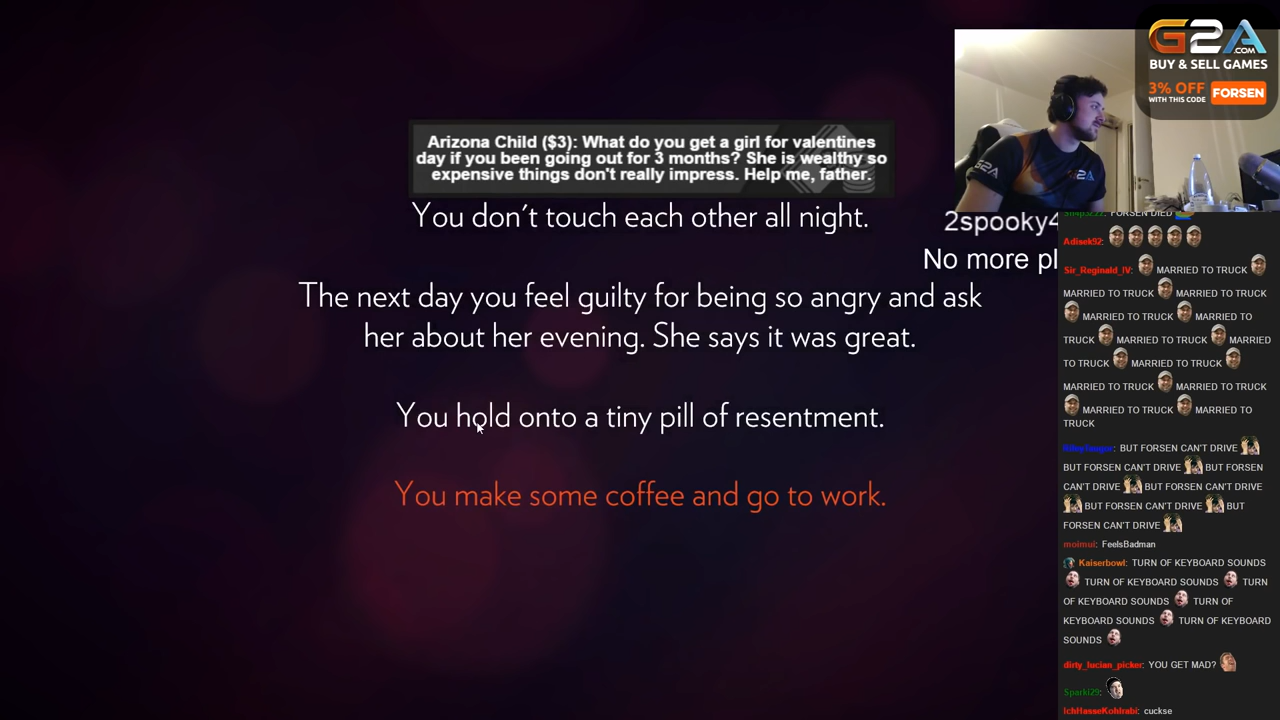 G2A.COM
BUY & SELL GAMES
3% OFF
WITH THIS CODE
FORSEN
Arizona Child ($3): What do you get a girl for valentines
day if you been going out for 3 months? She is wealthy so
expensive things don't really impress. Help me, father.
You don't touch each other all night.
The next day you feel guilty for being so angry and ask
her about her evening. She says it was great.
You hold onto a tiny pill of resentment.
You make some coffee and go to work.
2spooky4
No more pl
G2A
FORSEN DIED
Adisek92:
Sir_Reginald_IV: MARRIED TO TRUCK
MARRIED TO TRUCK MARRIED TO TRUCK
MARRIED TO TRUCK MARRIED TO
TRUCK MARRIED TO TRUCK MARRIED
TO TRUCK MARRIED TO TRUCK
MARRIED TO TRUCK MARRIED TO TRUCK
MARRIED TO TRUCK MARRIED TO
TRUCK
: BUT FORSEN CAN'T DRIVE
BUT FORSEN CAN'T DRIVE BUT FORSEN
CAN'T DRIVE BUT FORSEN CAN'T DRIVE
BUT FORSEN CAN'T DRIVE BUT
FORSEN CAN'T DRIVE
moimui: FeelsBadman
Kaiserbowl: TURN OF KEYBOARD SOUNDS
TURN OF KEYBOARD SOUNDS TURN
OF KEYBOARD SOUNDS TURN OF
KEYBOARD SOUNDS TURN OF KEYBOARD
SOUNDS
dirty_lucian_picker: YOU GET MAD?
Sparki29:
IchHasseKohlrabi: cuckse